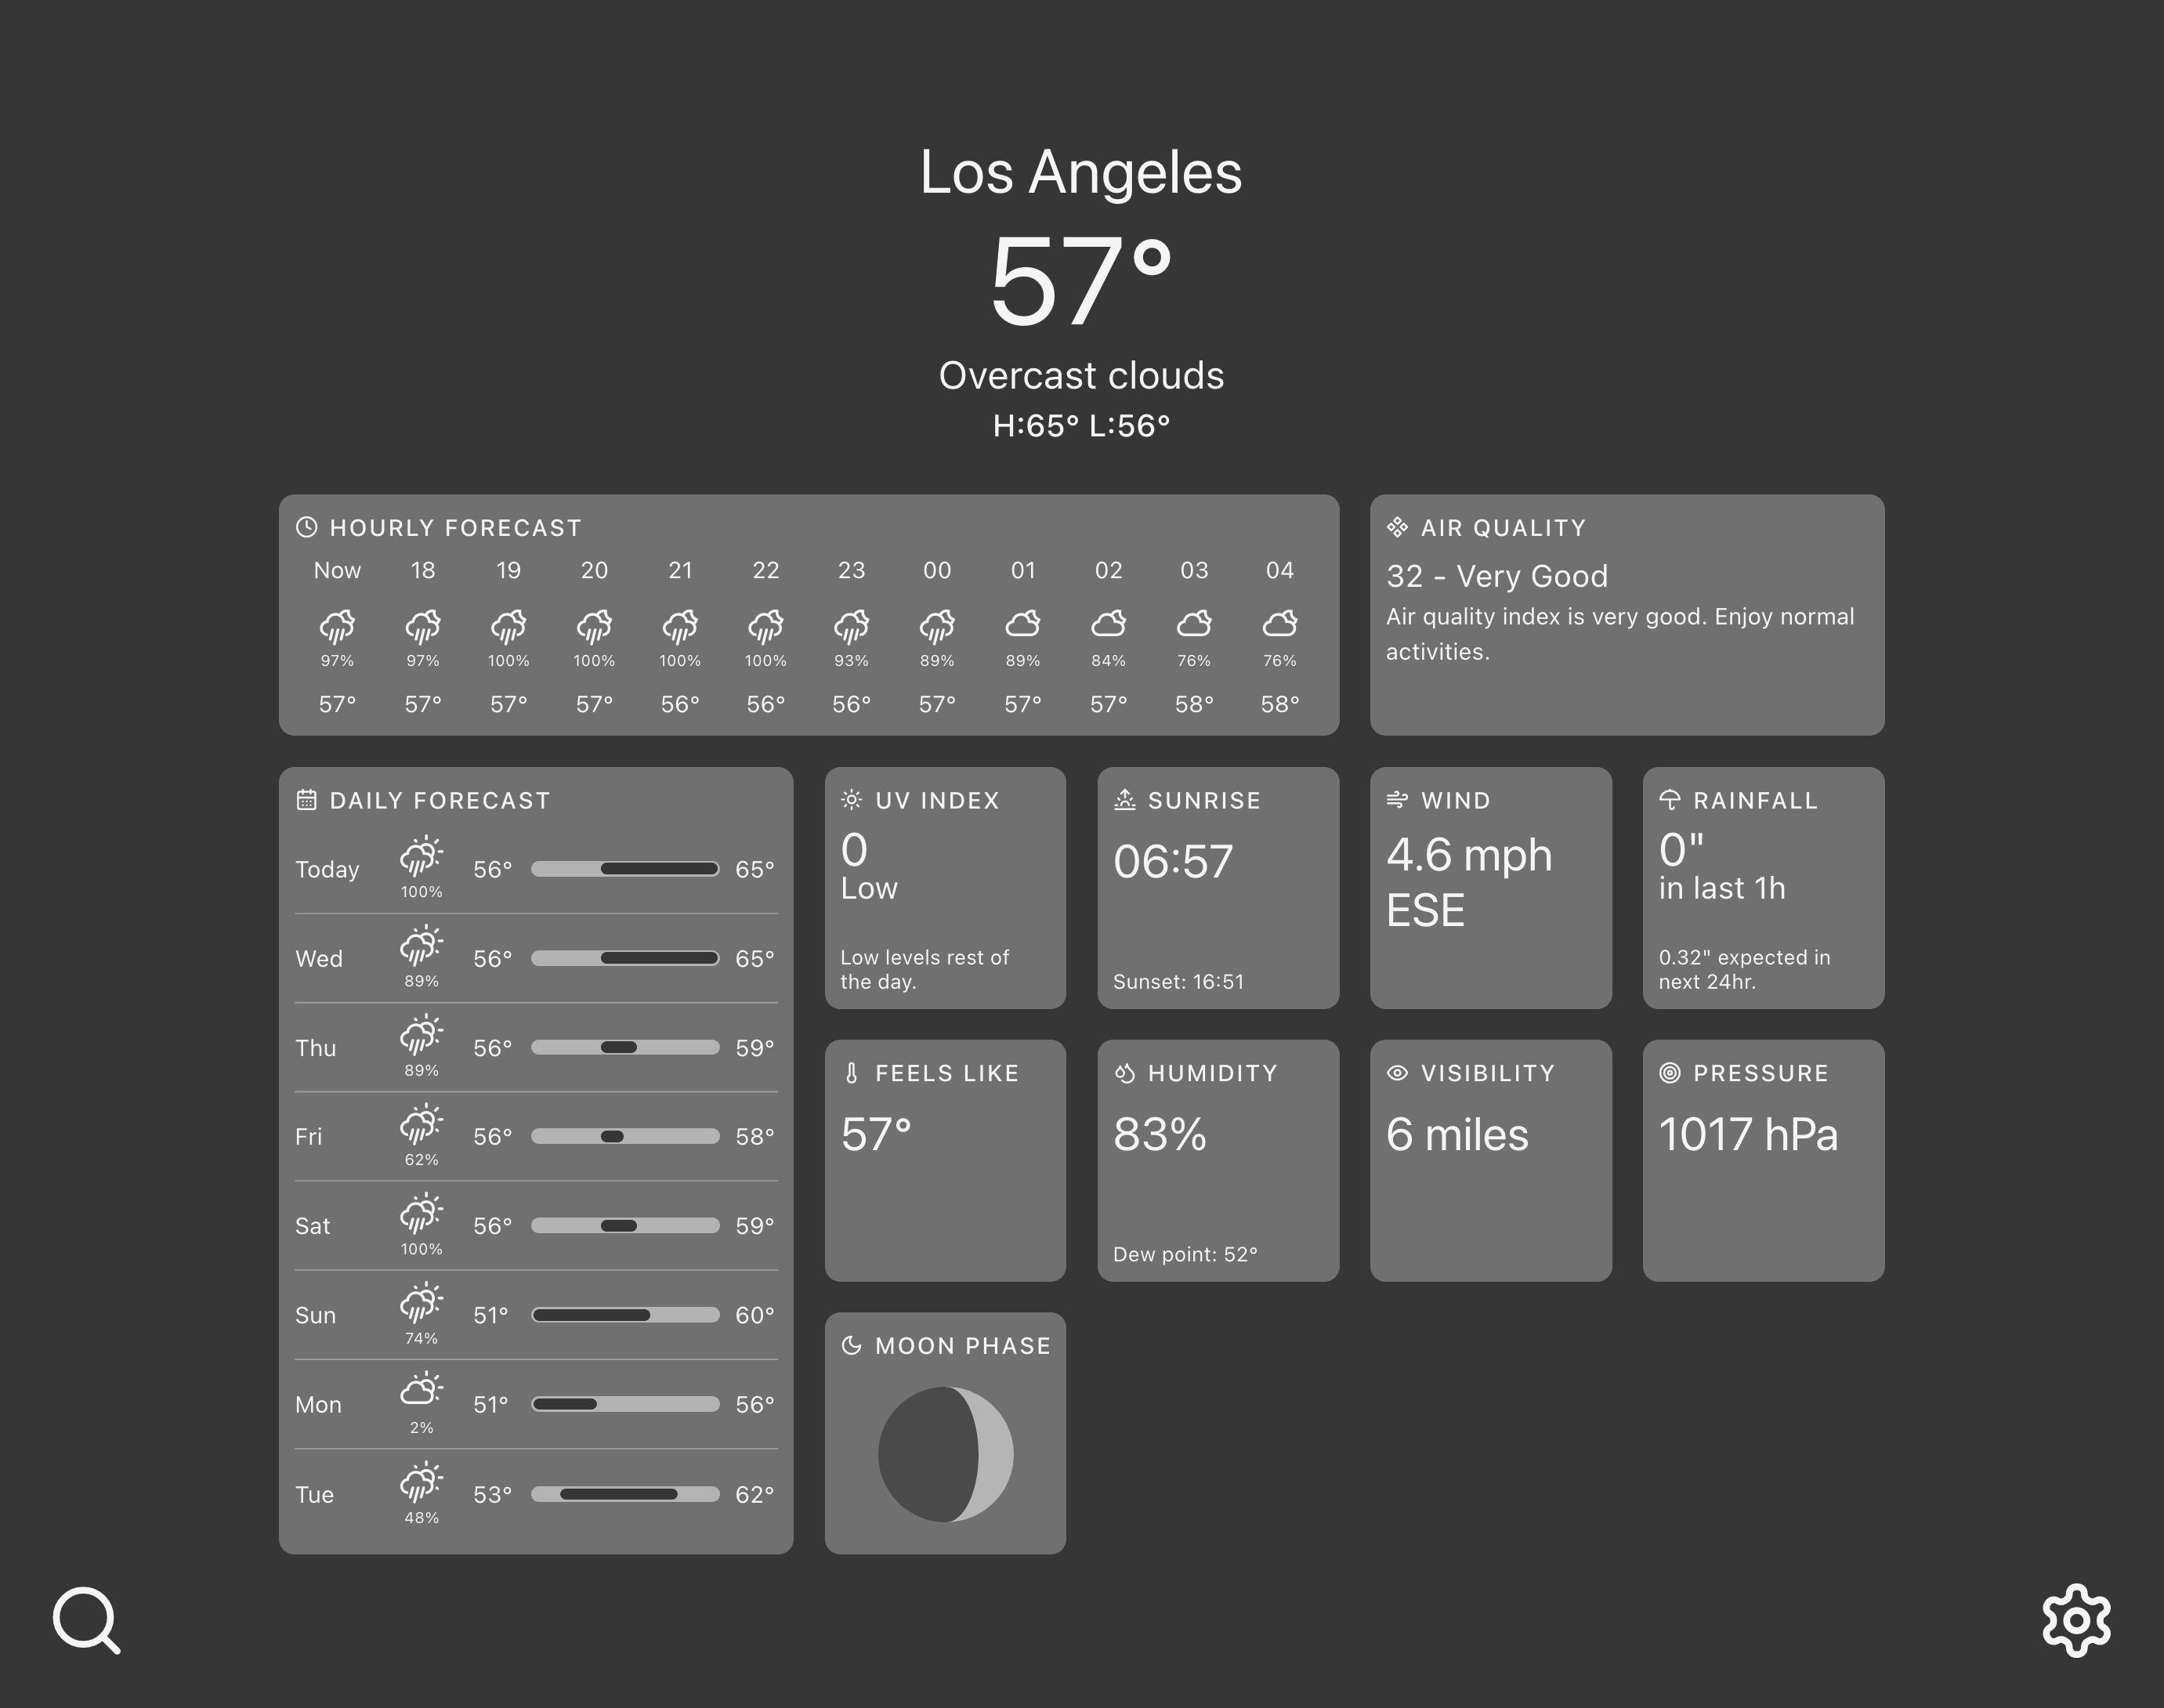 Los Angeles
57°
Overcast clouds
H:65° L:56°
HOURLY FORECAST
Now 18 19 20 21 22 23 00 01 02 03 04
97% 97% 100% 100% 100% 100% 93% 89% 89% 84% 76% 76%
57° 57° 57° 57° 56° 56° 56° 57° 57° 57° 58° 58°
AIR QUALITY
32 - Very Good
Air quality index is very good. Enjoy normal
activities.
DAILY FORECAST
Today 100% 56° 65°
Wed 89% 56° 65°
Thu 89% 56° 59°
Fri 62% 56° 58°
Sat 100% 56° 59°
Sun 74% 51° 60°
Mon 2% 51° 56°
Tue 48% 53° 62°
UV INDEX
0
Low
Low levels rest of
the day.
SUNRISE
06:57
Sunset: 16:51
WIND
4.6 mph
ESE
RAINFALL
0"
in last 1h
0.32" expected in
next 24hr.
FEELS LIKE
57°
HUMIDITY
83%
Dew point: 52°
VISIBILITY
6 miles
PRESSURE
1017 hPa
MOON PHASE